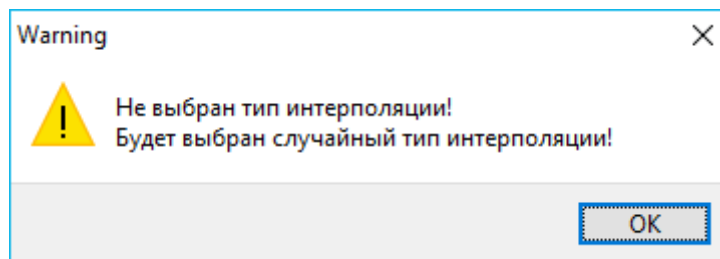 Warning
Не выбран тип интерполяции!
Будет выбран случайный тип интерполяции!
OK